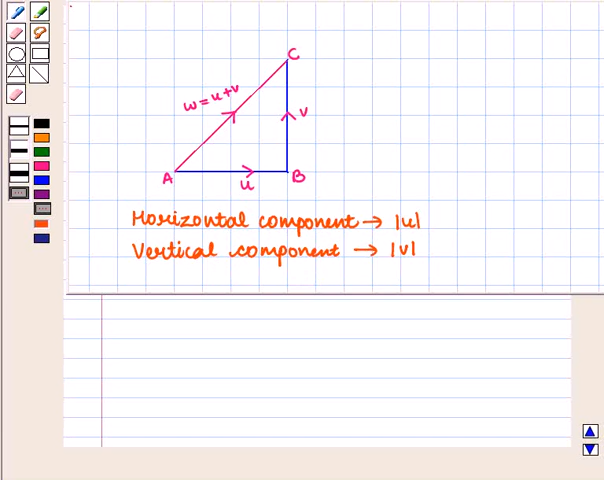 C
w=u+v
v
A
u
B
Horizontal component → |u|
Vertical component → |v|